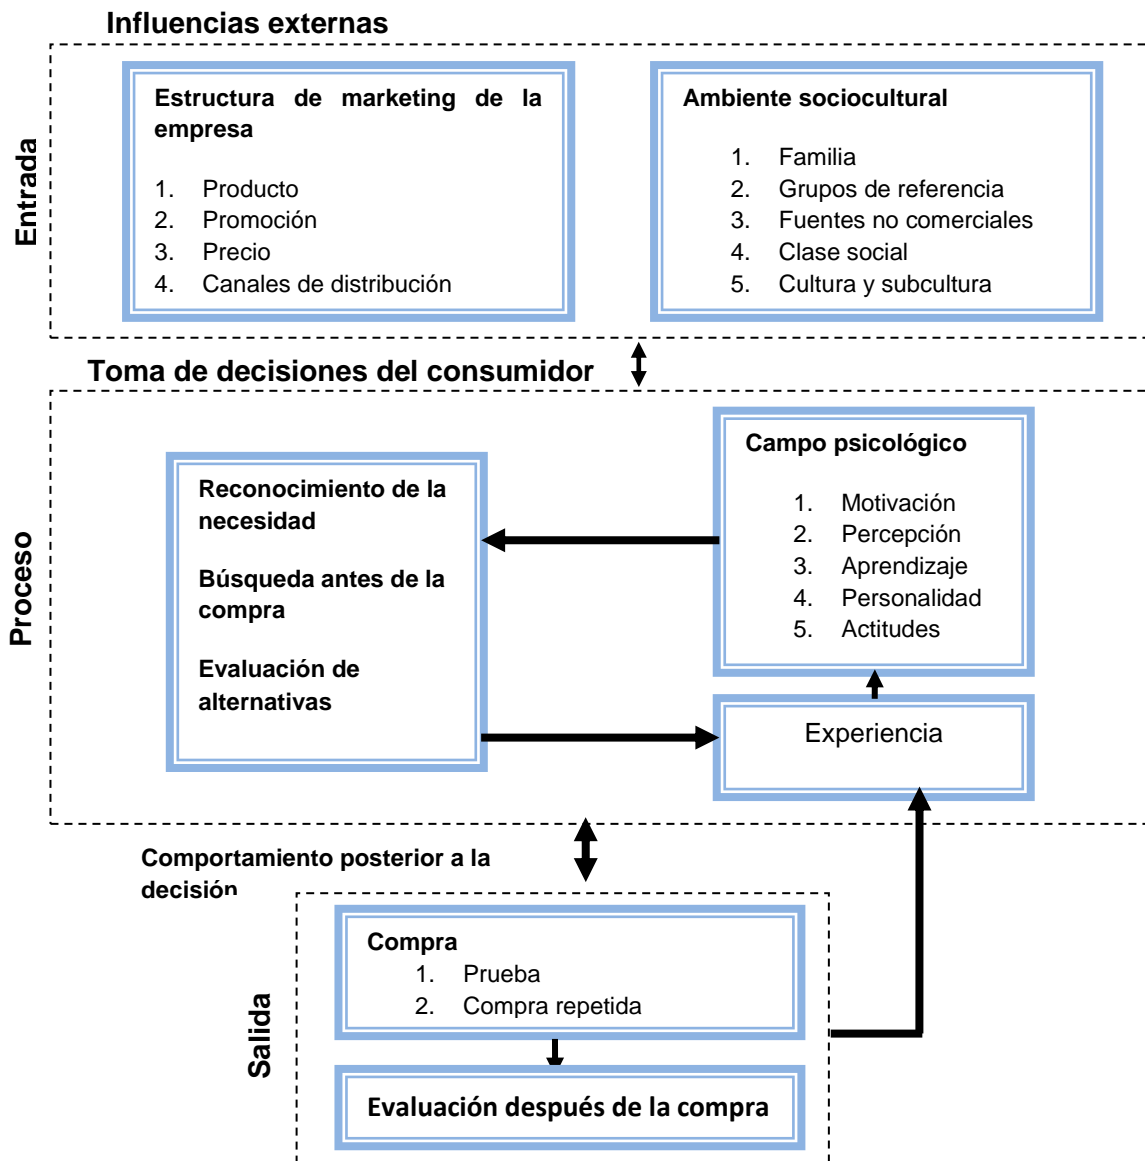 Influencias externas
Entrada
Estructura de marketing de la
empresa
1. Producto
2. Promoción
3. Precio
4. Canales de distribución
Ambiente sociocultural
1. Familia
2. Grupos de referencia
3. Fuentes no comerciales
4. Clase social
5. Cultura y subcultura
Toma de decisiones del consumidor
Proceso
Reconocimiento de la
necesidad
Búsqueda antes de la
compra
Evaluación de
alternativas
Campo psicológico
1. Motivación
2. Percepción
3. Aprendizaje
4. Personalidad
5. Actitudes
Experiencia
Comportamiento posterior a la
decisión
Salida
Compra
1. Prueba
2. Compra repetida
Evaluación después de la compra